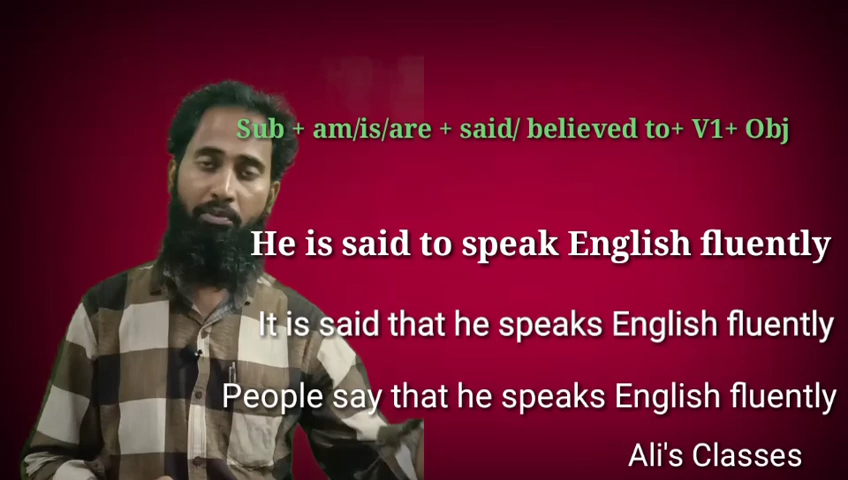 Sub + am/is/are + said/ believed to+ V1+ Obj
He is said to speak English fluently
It is said that he speaks English fluently
People say that he speaks English fluently
Ali's Classes